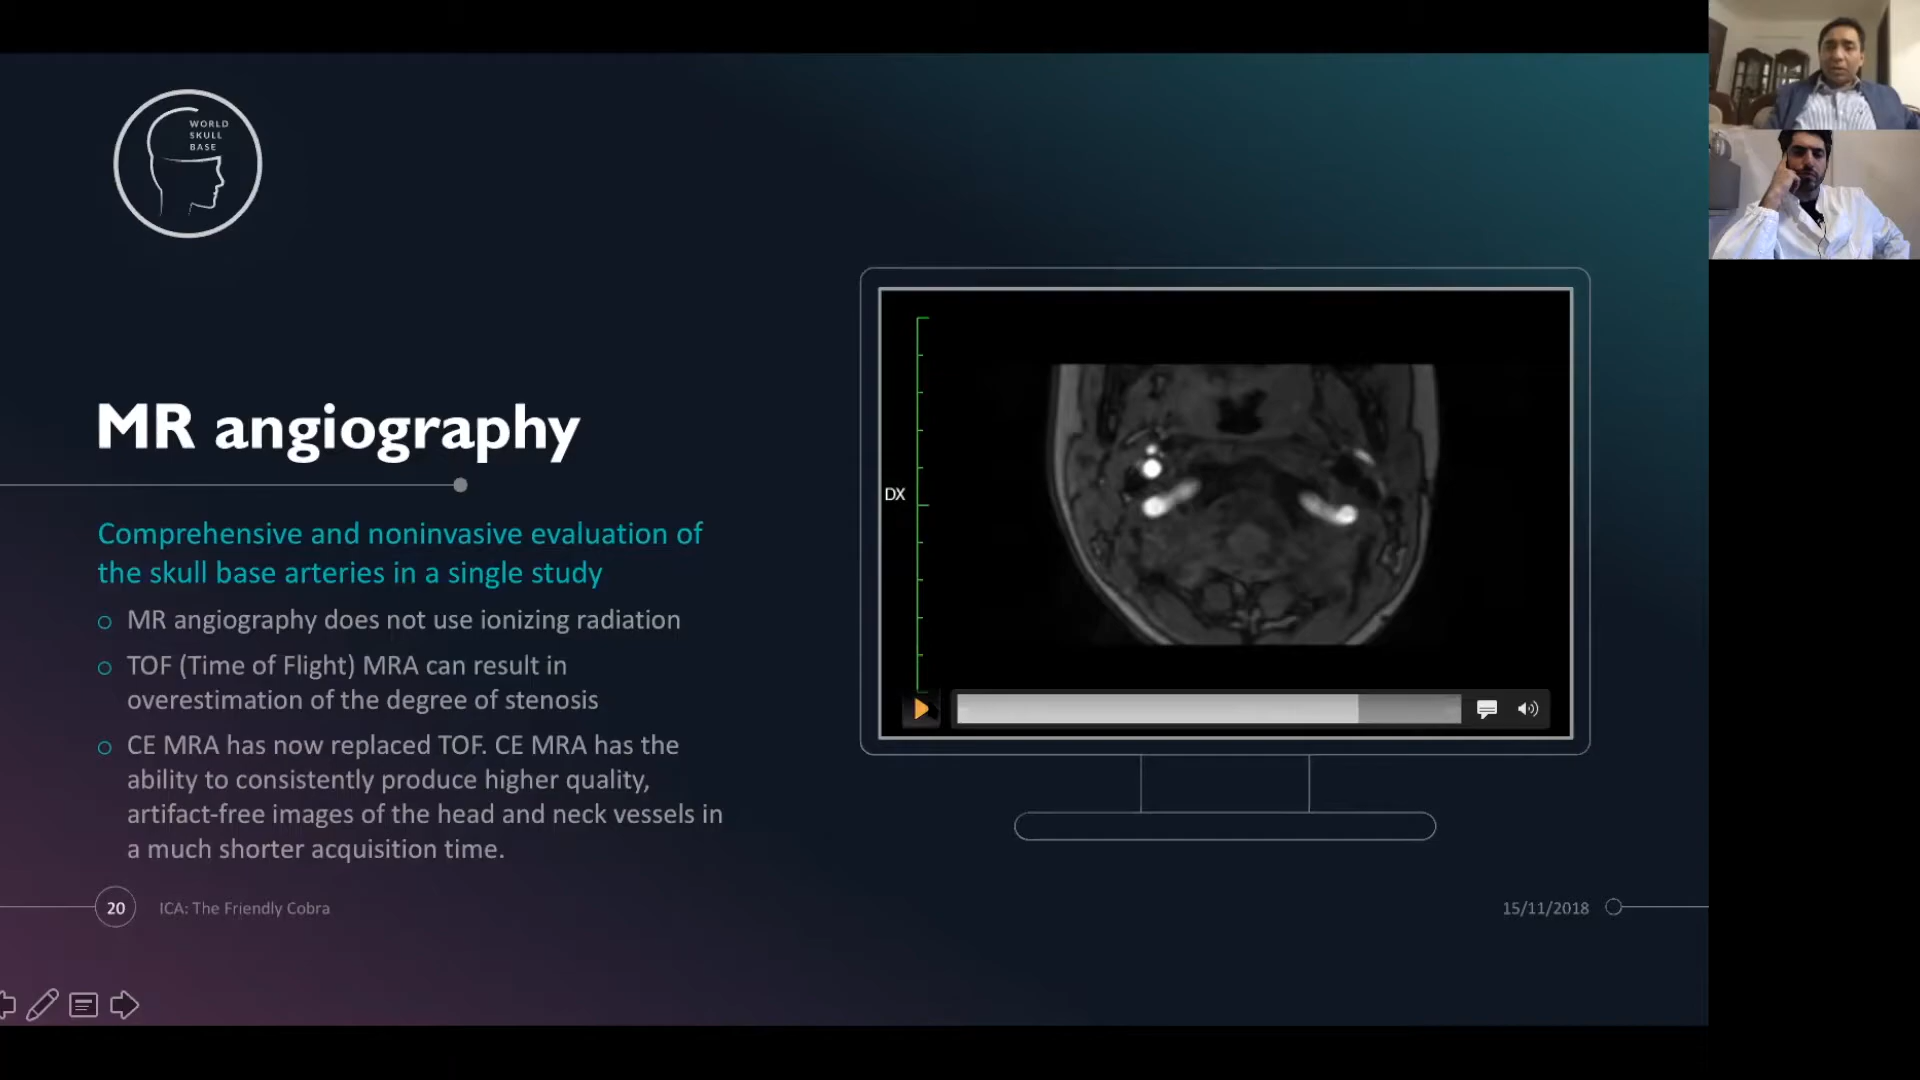 WORLD
SKULL
BASE
MR angiography
Comprehensive and noninvasive evaluation of
the skull base arteries in a single study
MR angiography does not use ionizing radiation
TOF (Time of Flight) MRA can result in
overestimation of the degree of stenosis
CE MRA has now replaced TOF. CE MRA has the
ability to consistently produce higher quality,
artifact-free images of the head and neck vessels in
a much shorter acquisition time.
DX
20
ICA: The Friendly Cobra
15/11/2018